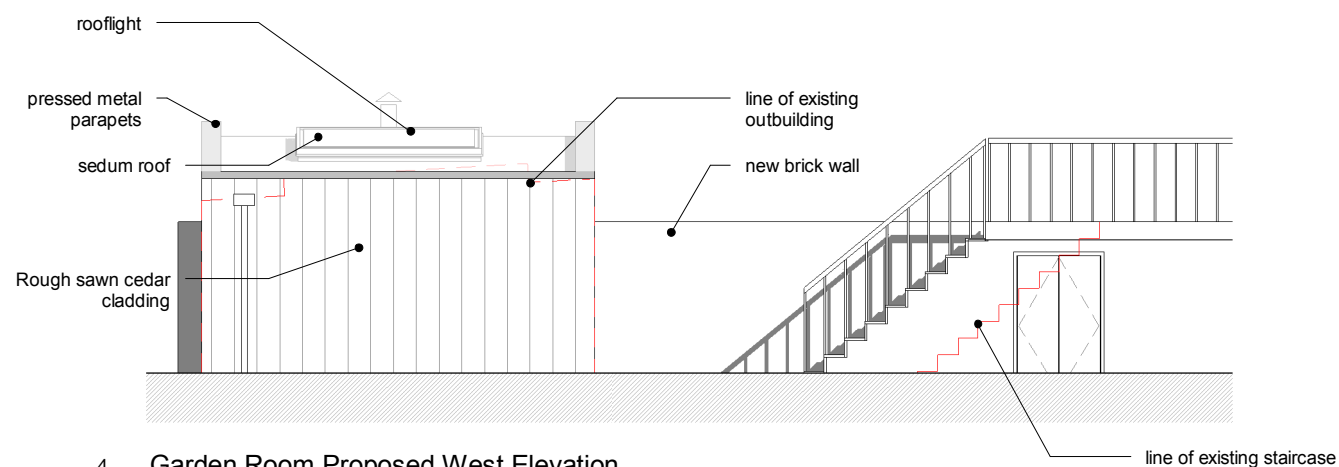 rooflight
pressed metal
parapets
sedum roof
Rough sawn cedar
cladding
line of existing
outbuilding
new brick wall
line of existing staircase
4 Garden Room Proposed West Elevation